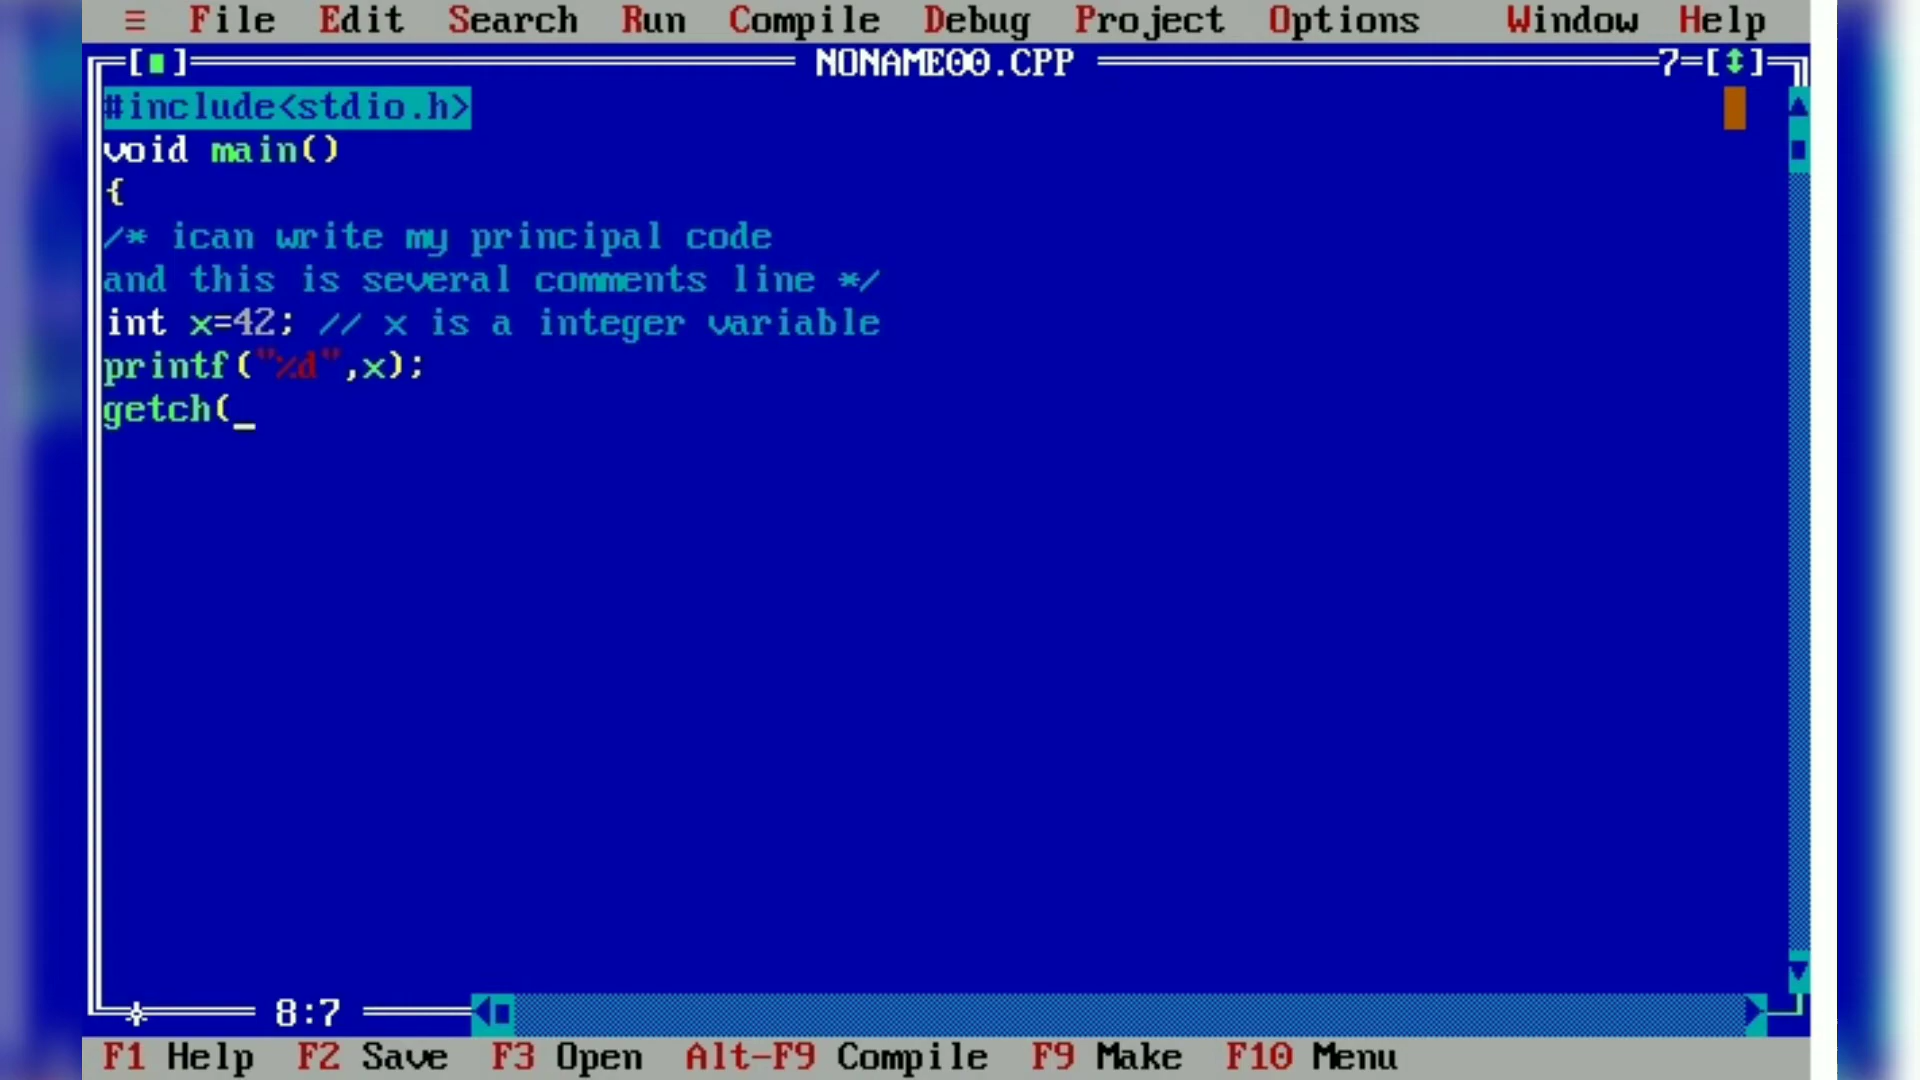 ≡ File Edit Search Run Compile Debug Project Options Window Help
[■] NONAME00.CPP 7=[↕]
#include<stdio.h>
void main()
{
/* ican write my principal code
and this is several comments line */
int x=42; // x is a integer variable
printf("%d",x);
getch(_
8:7
F1 Help F2 Save F3 Open Alt-F9 Compile F9 Make F10 Menu